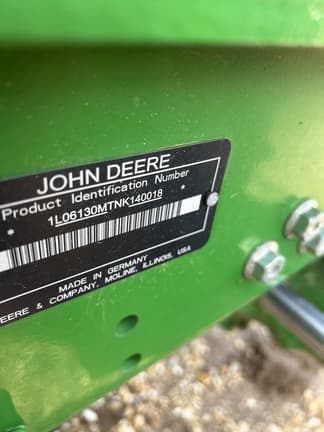 JOHN DEERE
Product Identification Number
* 1L06130MTNK140018 *
MADE IN GERMANY
DEERE & COMPANY, MOLINE, ILLINOIS, USA